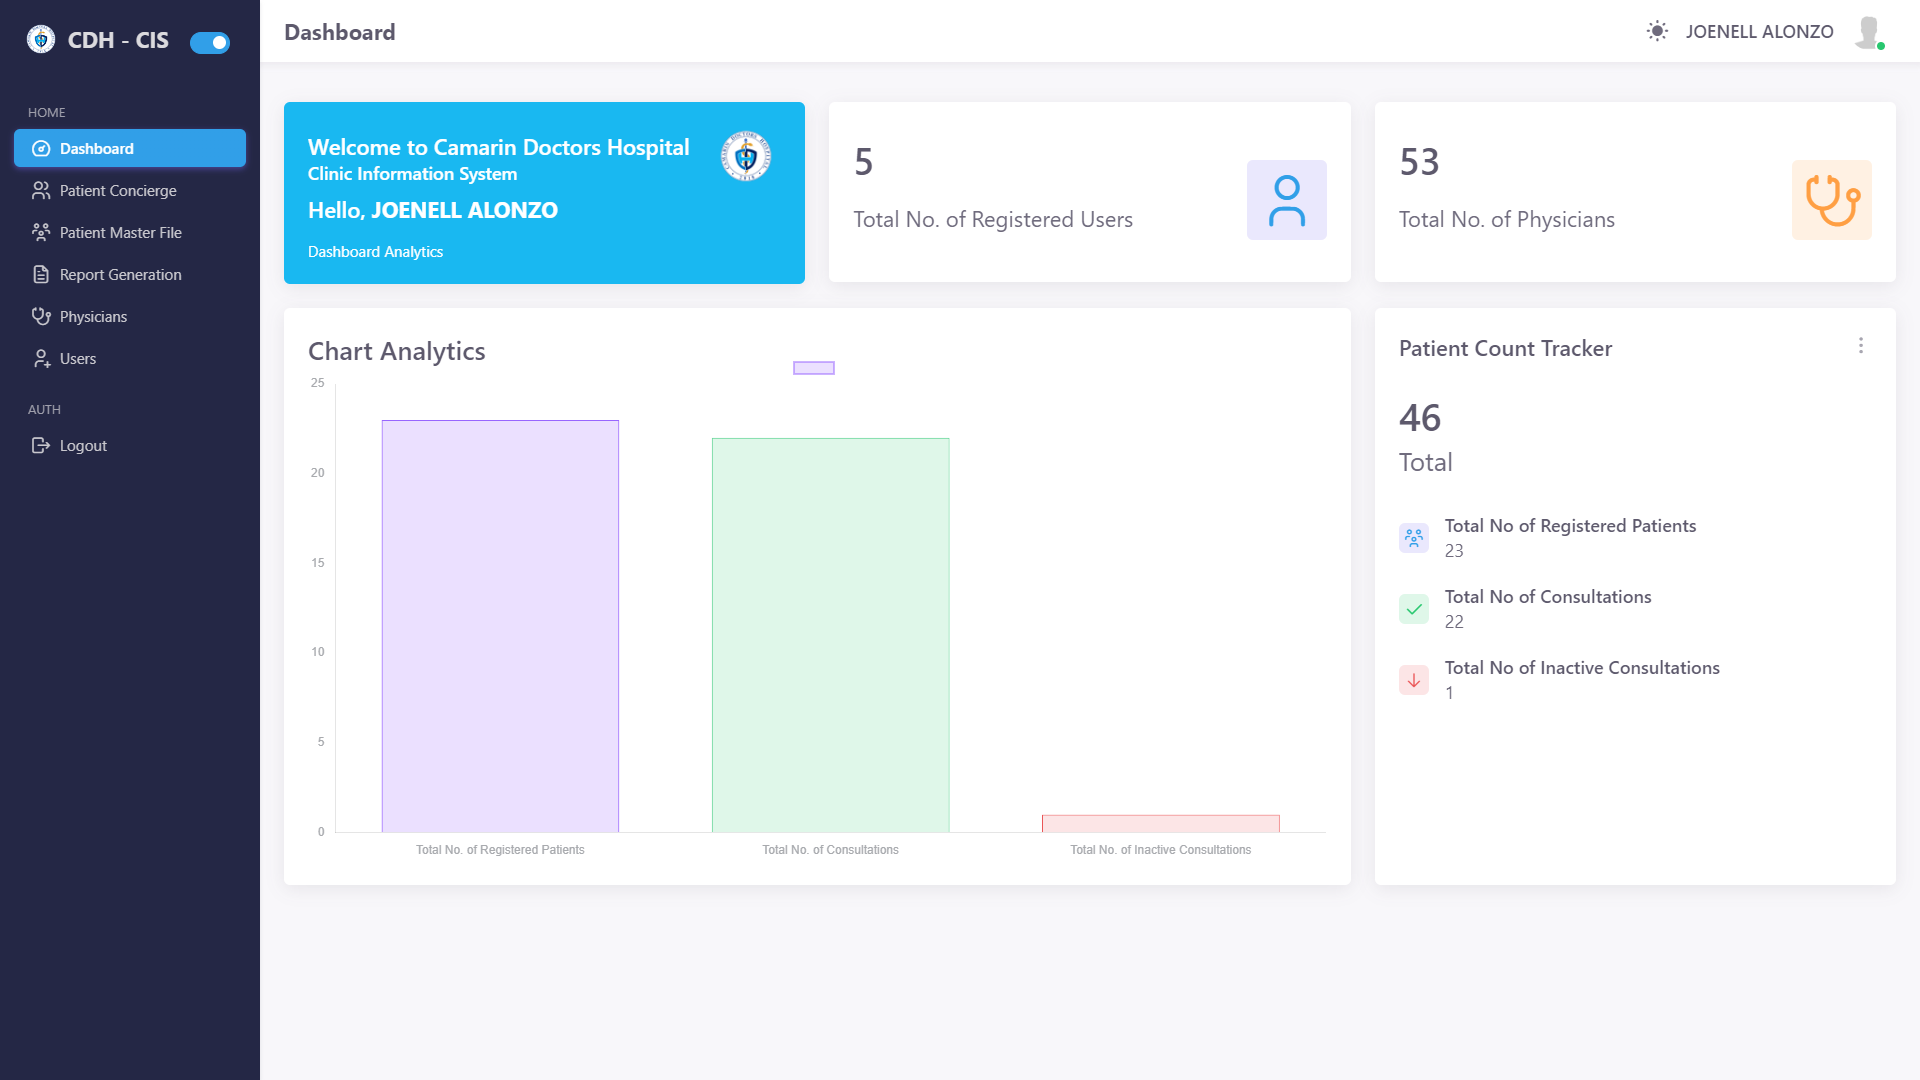 CDH - CIS
HOME
Dashboard
Patient Concierge
Patient Master File
Report Generation
Physicians
Users
AUTH
Logout
Dashboard
JOENELL ALONZO
Welcome to Camarin Doctors Hospital
Clinic Information System
Hello, JOENELL ALONZO
Dashboard Analytics
5
Total No. of Registered Users
53
Total No. of Physicians
Chart Analytics
25
20
15
10
5
0
Total No. of Registered Patients
Total No. of Consultations
Total No. of Inactive Consultations
Patient Count Tracker
46
Total
Total No of Registered Patients
23
Total No of Consultations
22
Total No of Inactive Consultations
1